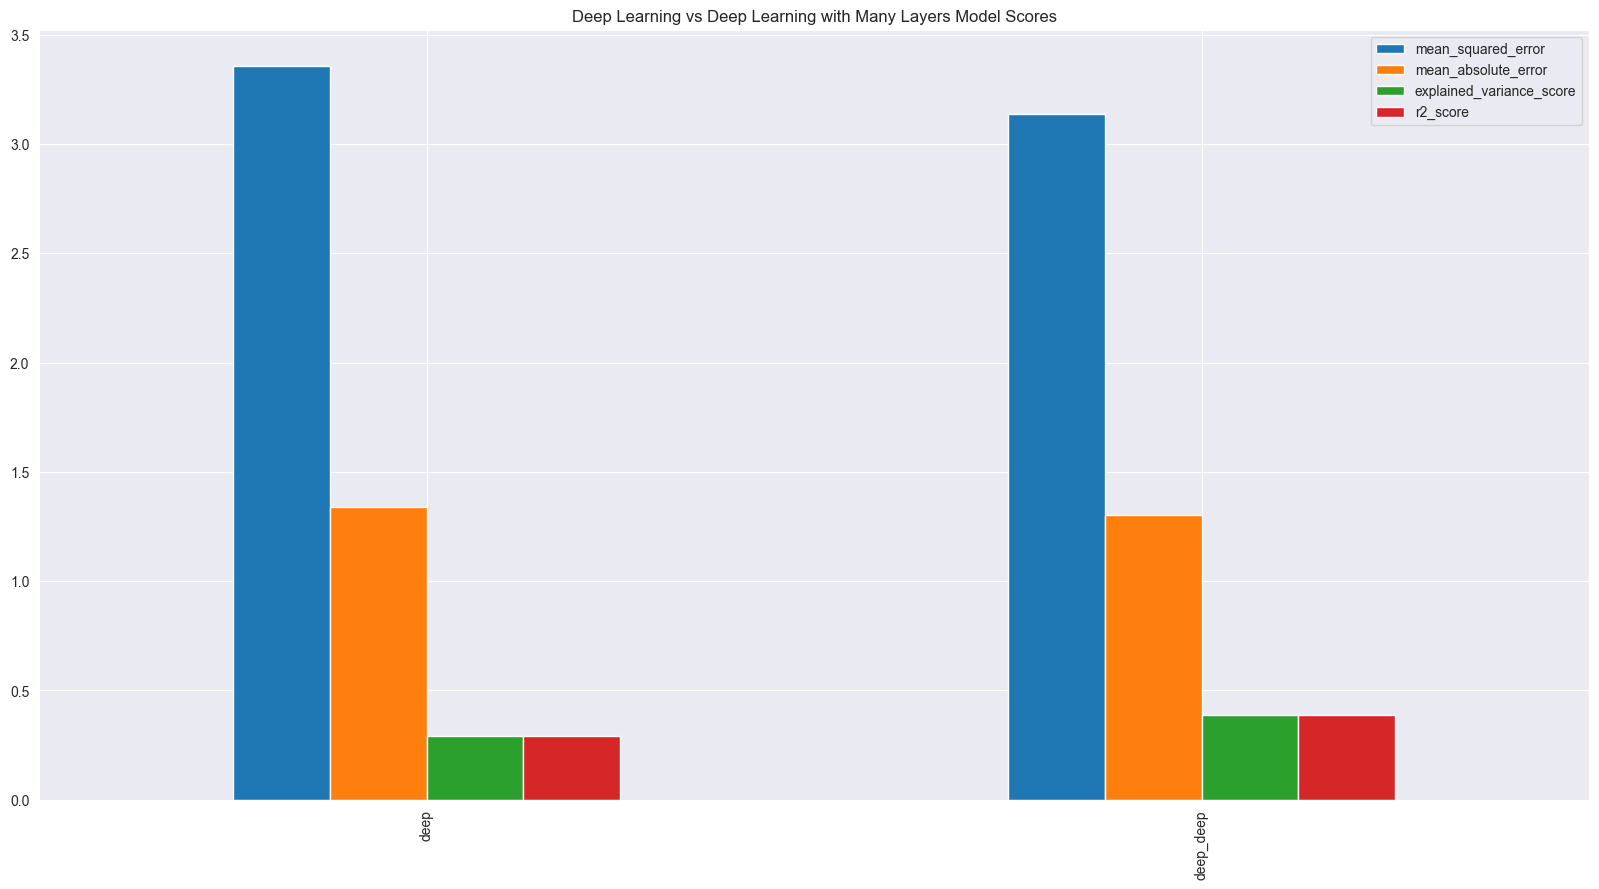 Deep Learning vs Deep Learning with Many Layers Model Scores
mean_squared_error
mean_absolute_error
explained_variance_score
r2_score
3.5
3.0
2.5
2.0
1.5
1.0
0.5
0.0
deep
deep_deep